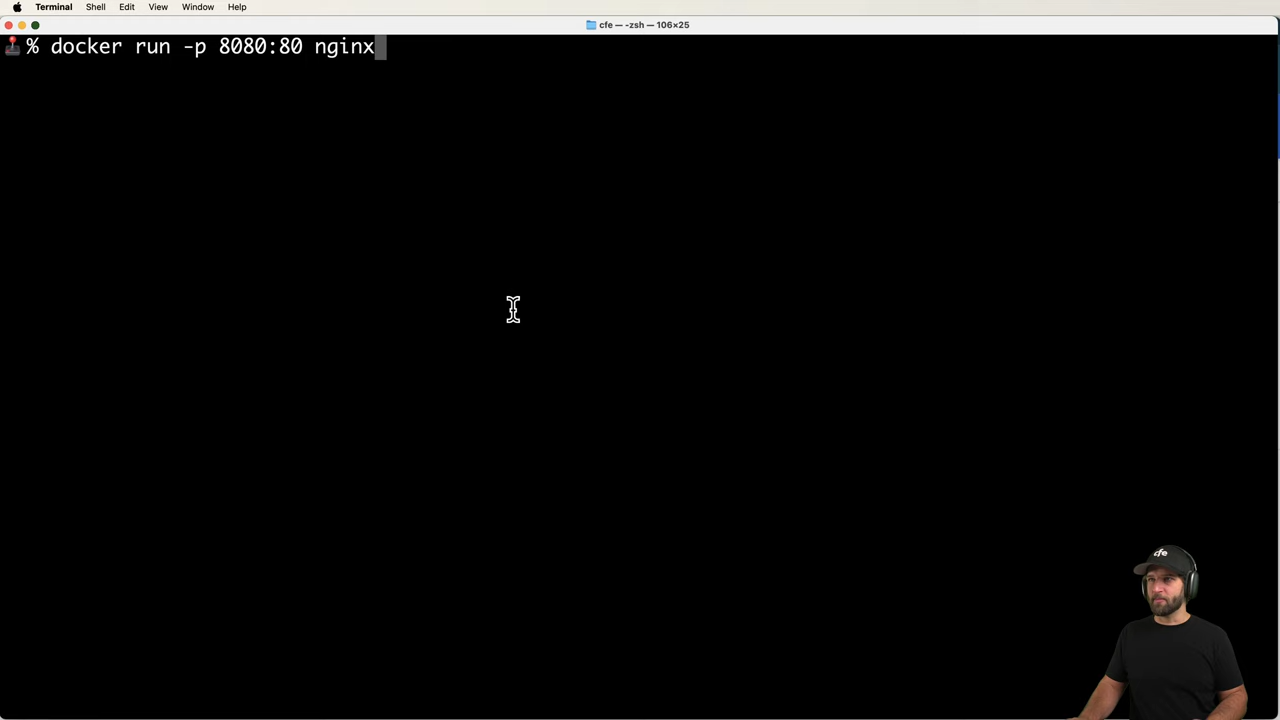 Terminal Shell Edit View Window Help
cfe — -zsh — 106×25
% docker run -p 8080:80 nginx
cfe